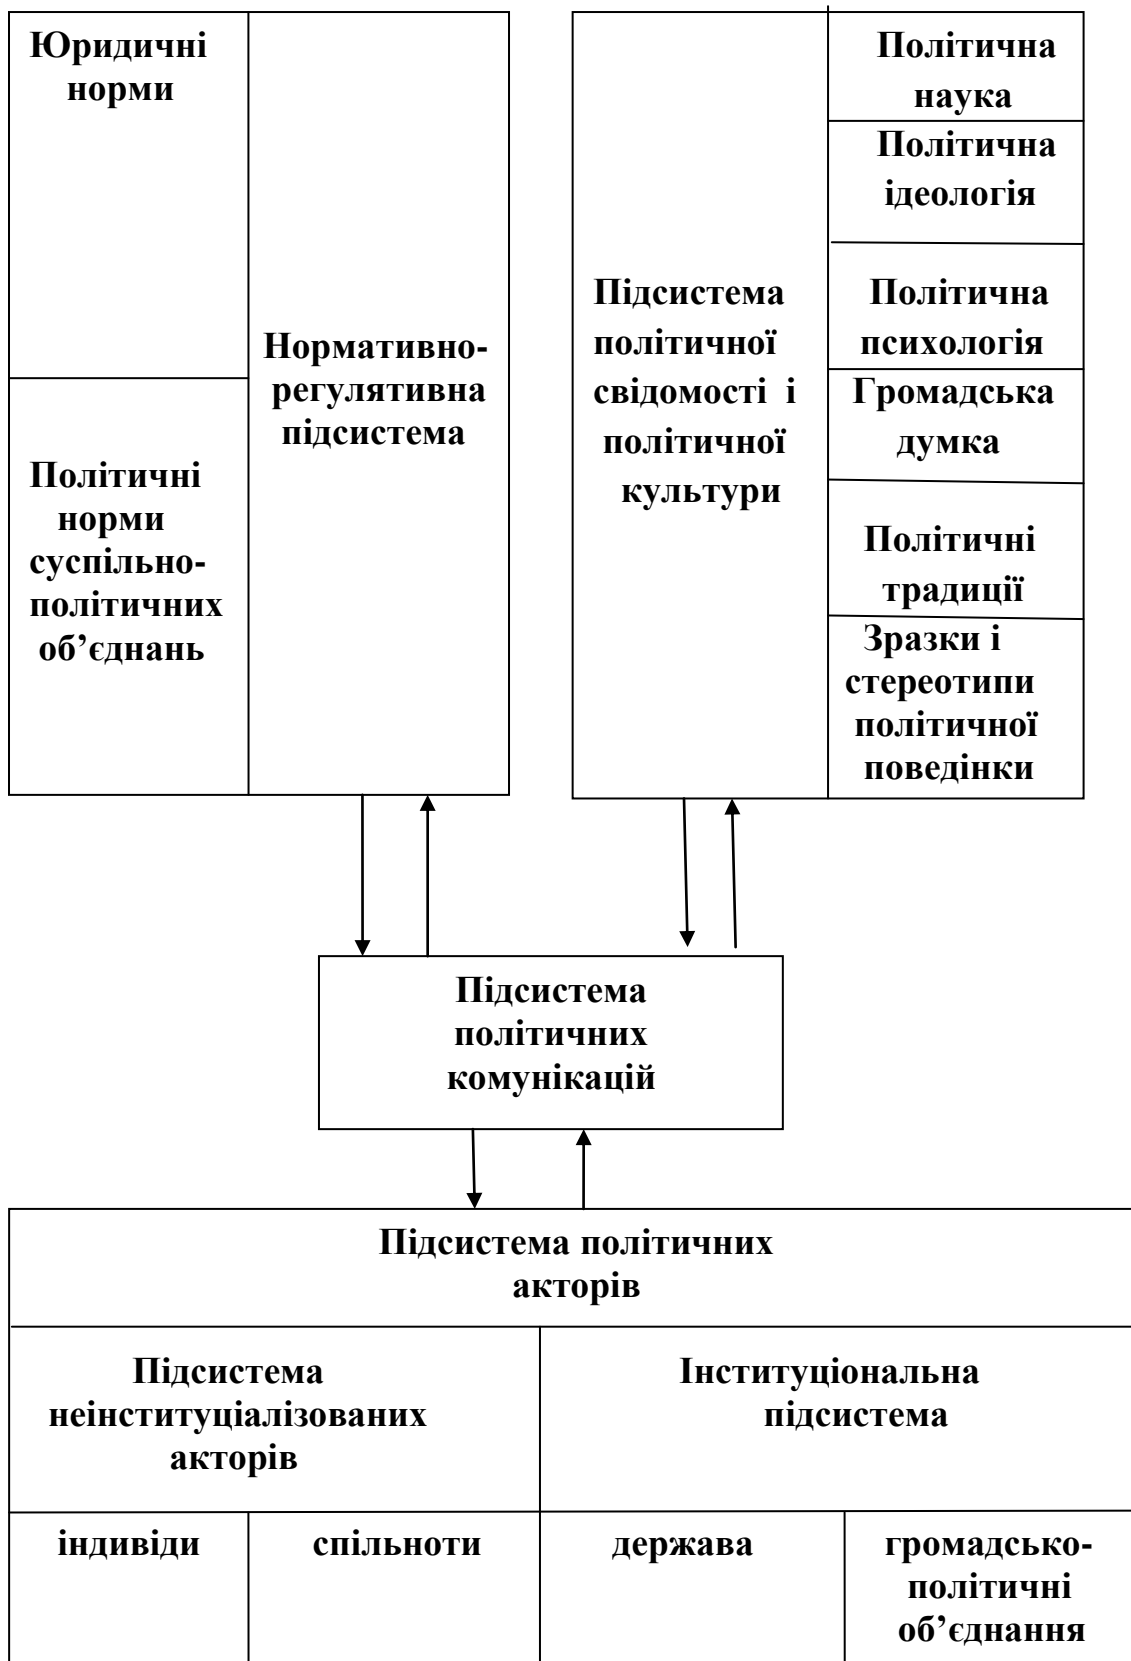 Юридичні
норми
Нормативно-
регулятивна
підсистема
Політичні
норми
суспільно-
політичних
об’єднань
Підсистема
політичної
свідомості і
політичної
культури
Політична
наука
Політична
ідеологія
Політична
психологія
Громадська
думка
Політичні
традиції
Зразки і
стереотипи
політичної
поведінки
Підсистема
політичних
комунікацій
Підсистема політичних
акторів
Підсистема
неінституціалізованих
акторів
Інституціональна
підсистема
індивіди
спільноти
держава
громадсько-
політичні
об’єднання